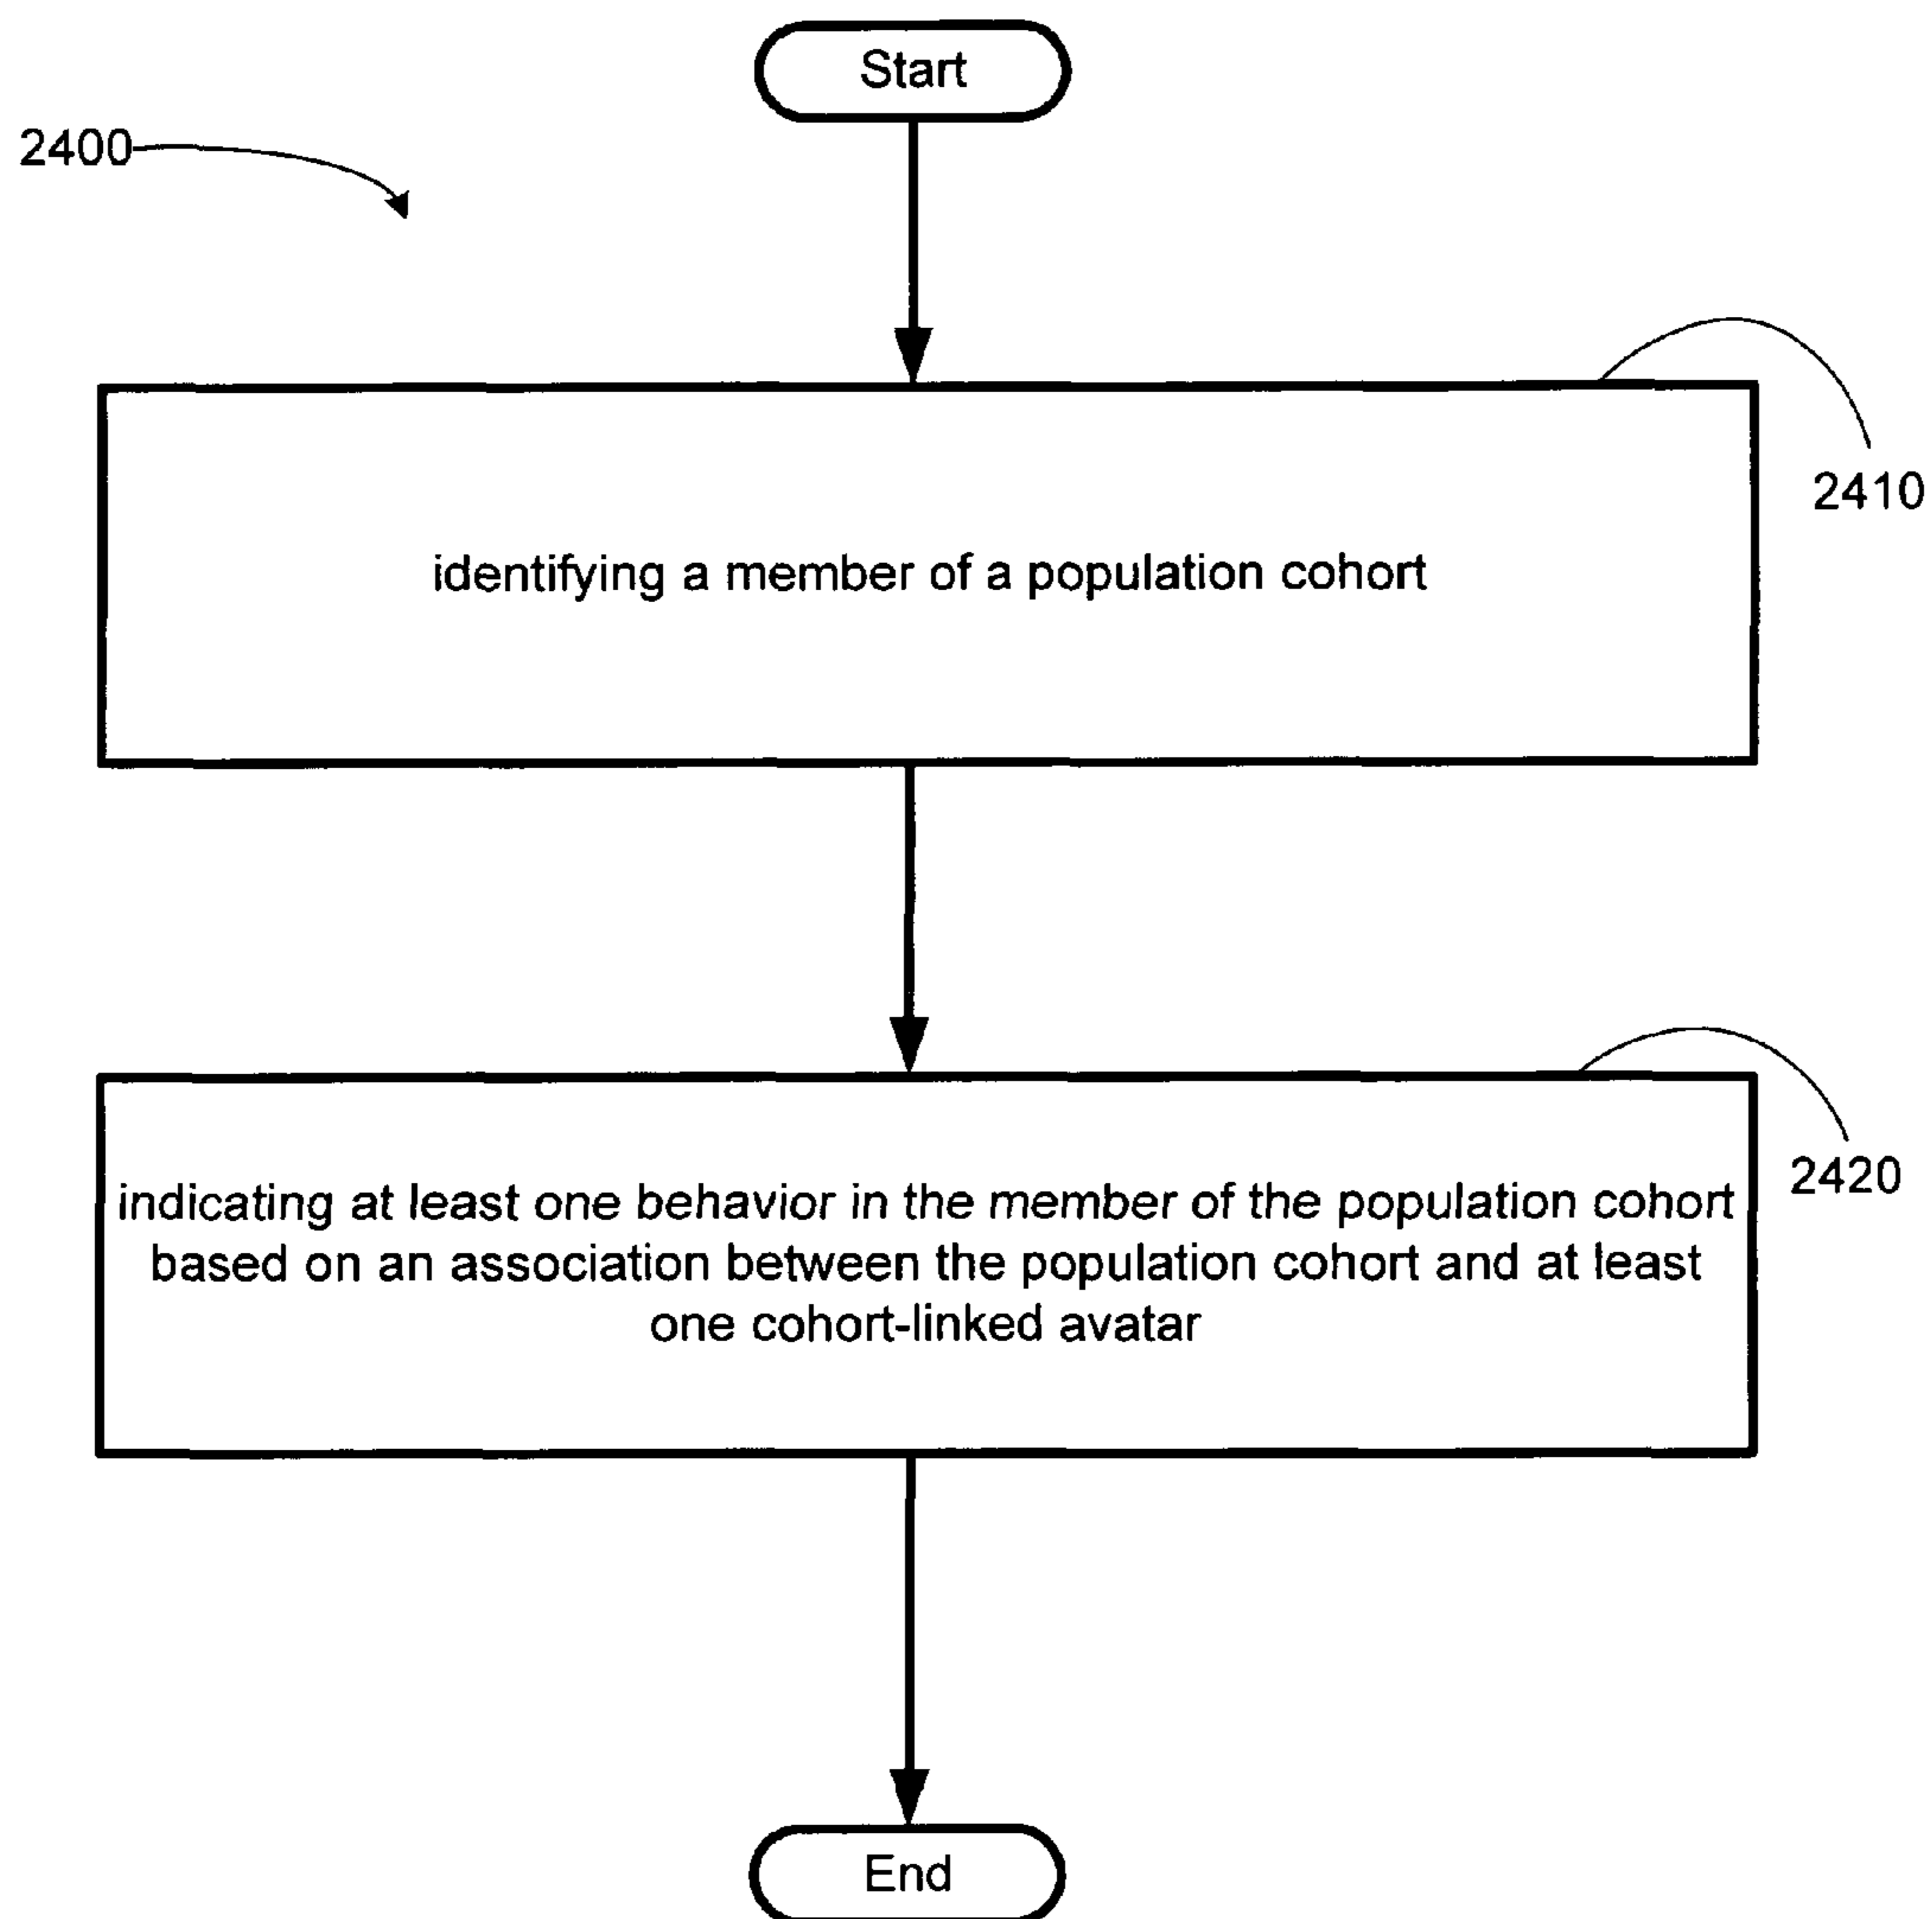 Start
2400
2410
identifying a member of a population cohort
2420
indicating at least one behavior in the member of the population cohort
based on an association between the population cohort and at least
one cohort-linked avatar
End